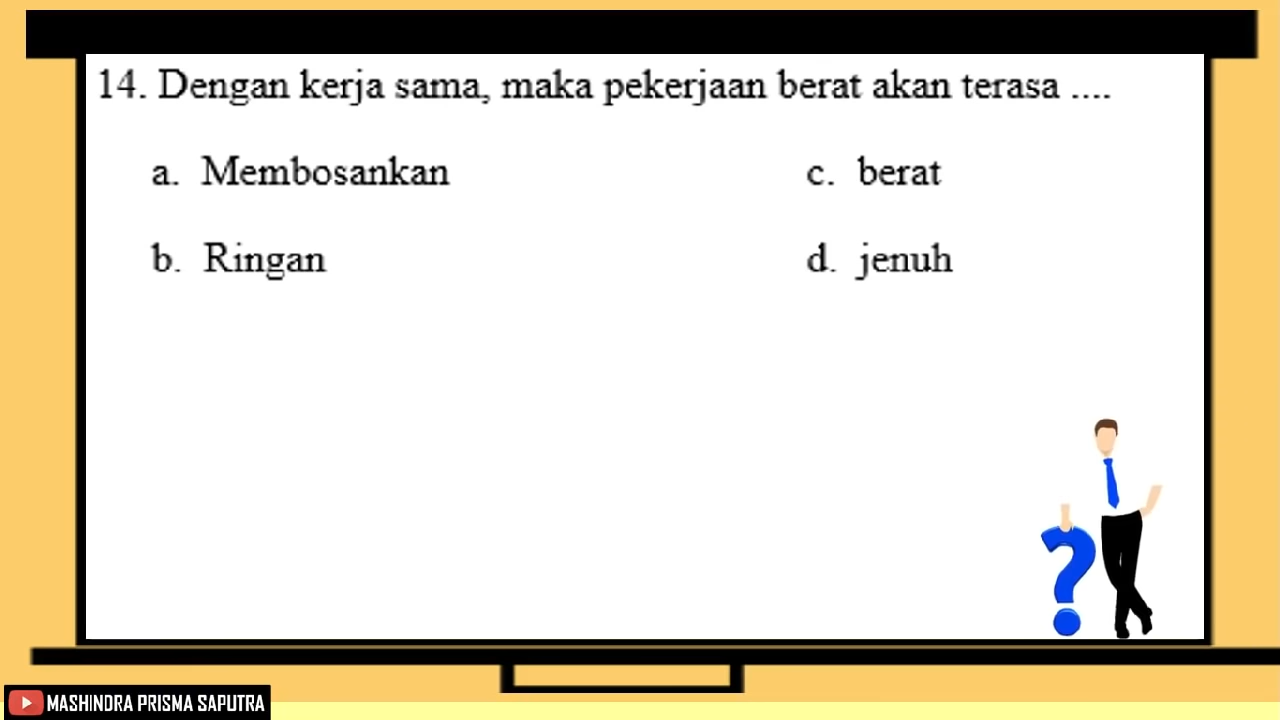 14. Dengan kerja sama, maka pekerjaan berat akan terasa ....
a. Membosankan
c. berat
b. Ringan
d. jenuh
?
MASHINDRA PRISMA SAPUTRA